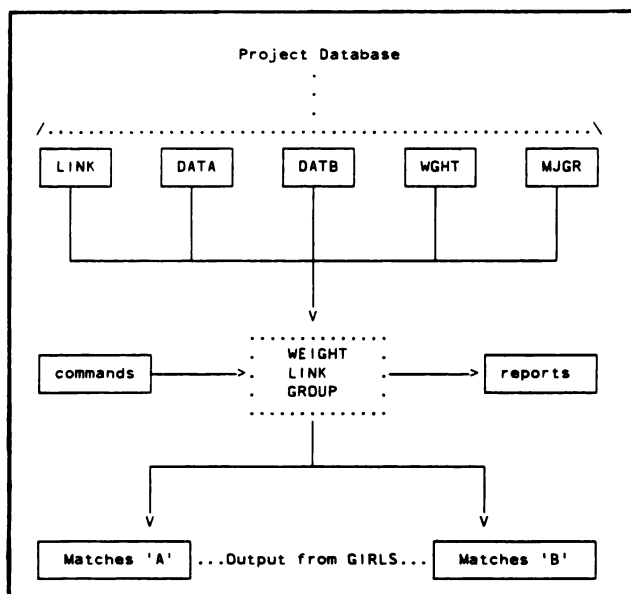 Project Database
LINK DATA DATB WGHT MJGR
WEIGHT
commands LINK reports
GROUP
Matches 'A' ...Output from GIRLS... Matches 'B'